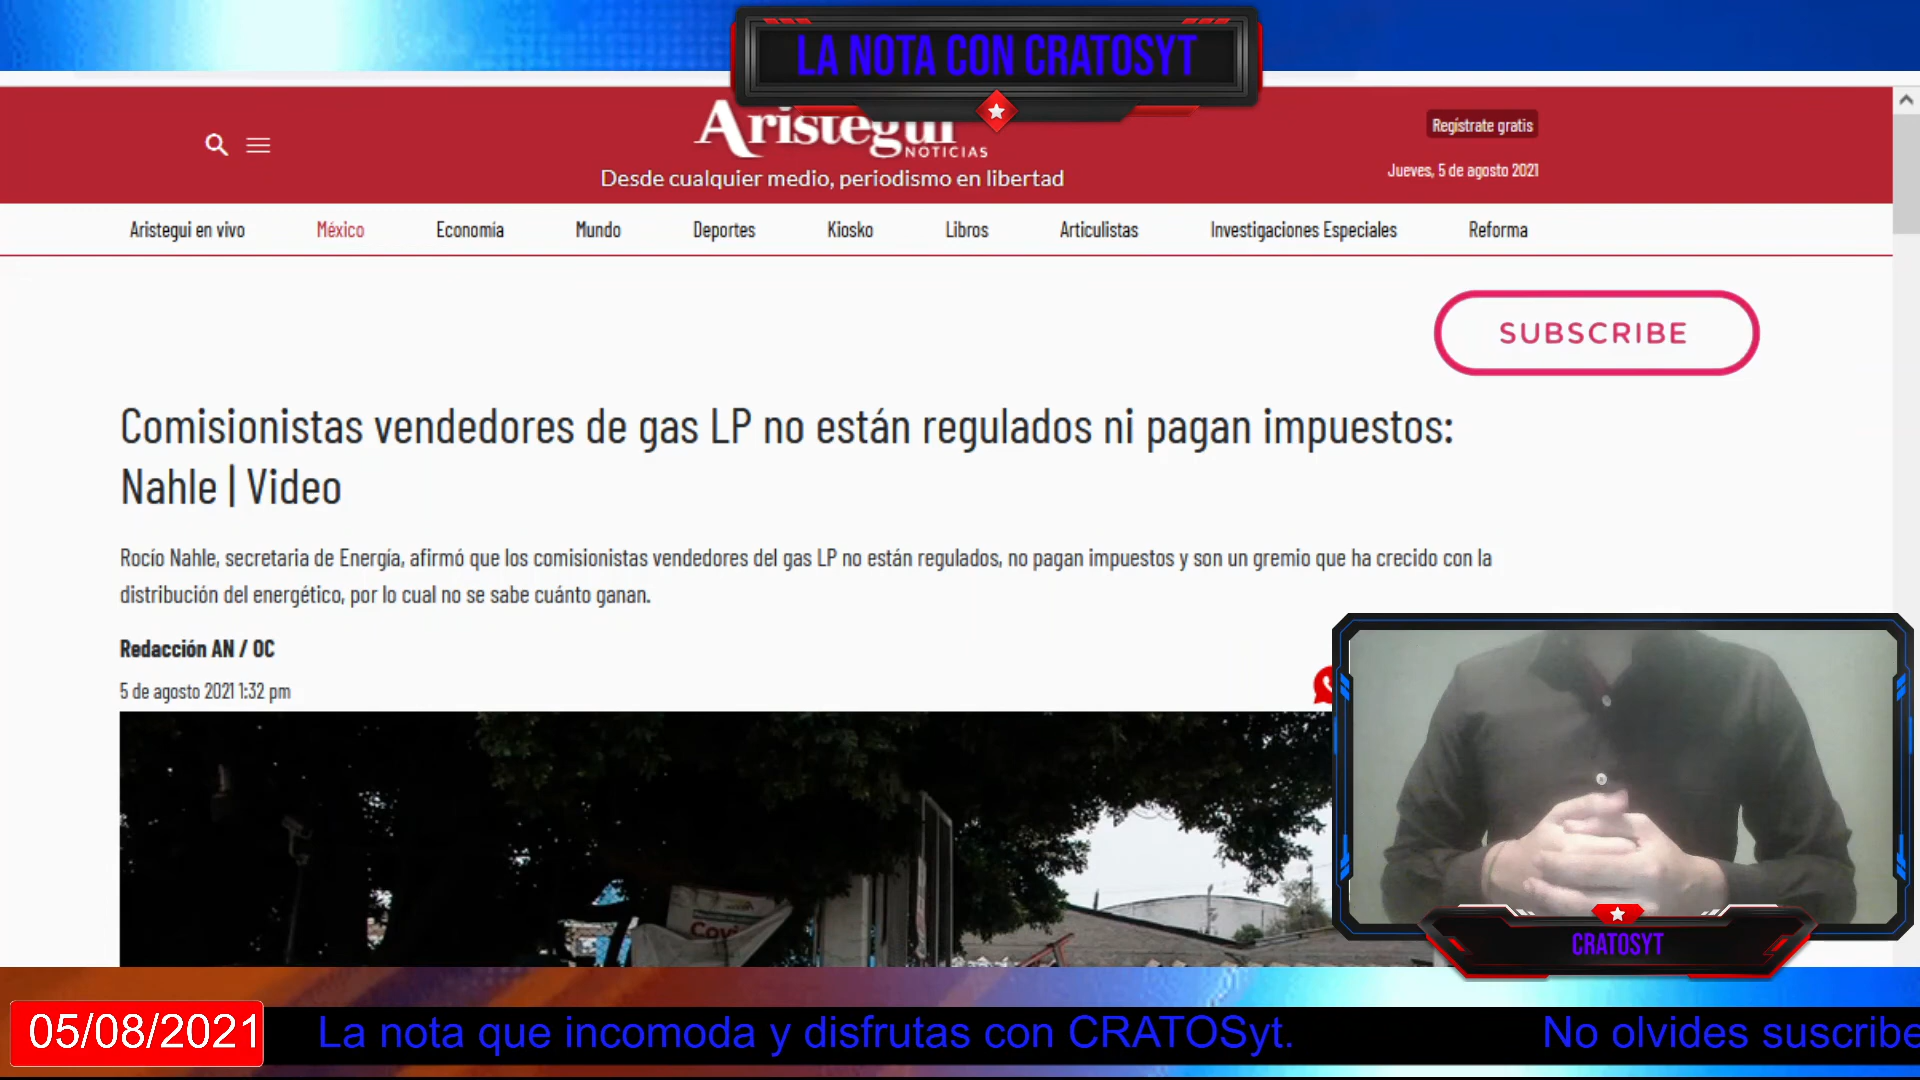 LA NOTA CON CRATOSYT
Aristegui
NOTICIAS
Desde cualquier medio, periodismo en libertad
Regístrate gratis
Jueves, 5 de agosto 2021
Aristegui en vivo México Economía Mundo Deportes Kiosko Libros Articulistas Investigaciones Especiales Reforma
SUBSCRIBE
Comisionistas vendedores de gas LP no están regulados ni pagan impuestos:
Nahle | Video
Rocío Nahle, secretaria de Energía, afirmó que los comisionistas vendedores del gas LP no están regulados, no pagan impuestos y son un gremio que ha crecido con la
distribución del energético, por lo cual no se sabe cuánto ganan.
Redacción AN / OC
5 de agosto 2021 1:32 pm
Covi
CRATOSYT
05/08/2021 La nota que incomoda y disfrutas con CRATOSyt. No olvides suscribe